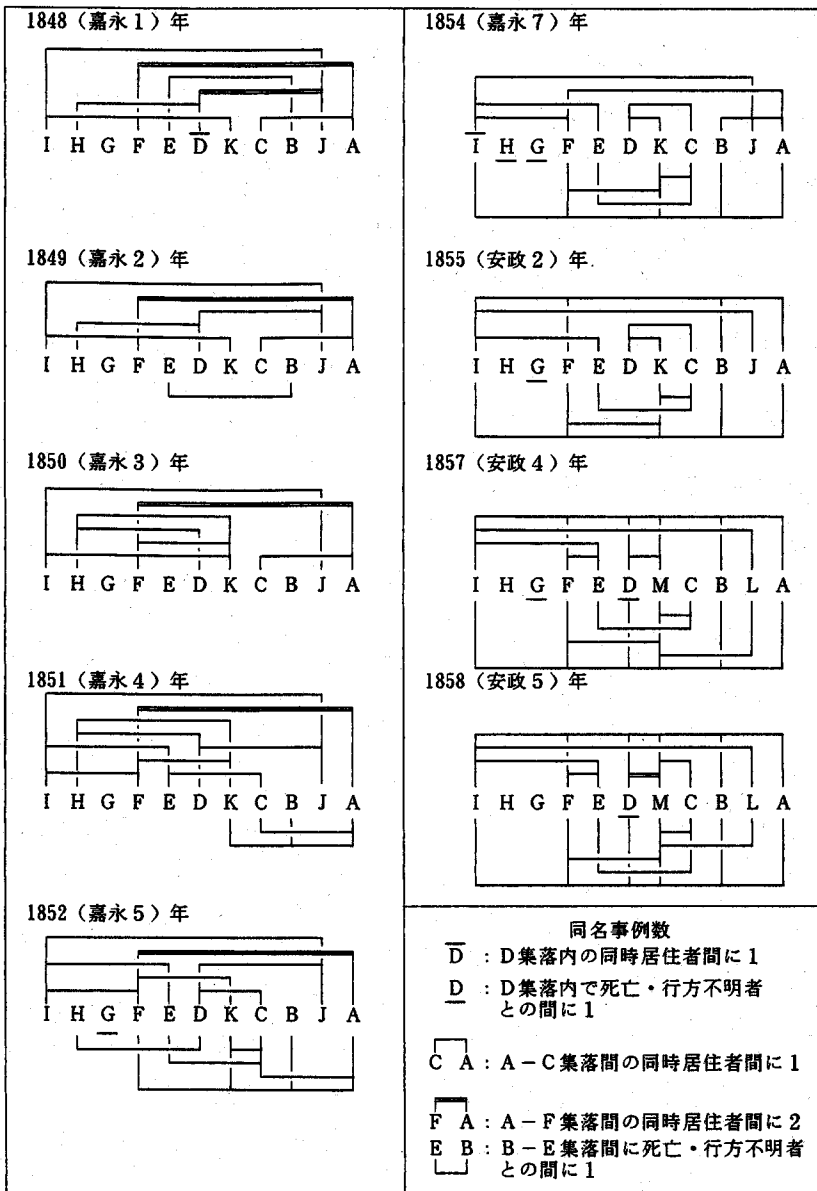 1848（嘉永1）年
I H G F E D K C B J A
1849（嘉永2）年
I H G F E D K C B J A
1850（嘉永3）年
I H G F E D K C B J A
1851（嘉永4）年
I H G F E D K C B J A
1852（嘉永5）年
I H G F E D K C B J A
1854（嘉永7）年
I H G F E D K C B J A
1855（安政2）年
I H G F E D K C B J A
1857（安政4）年
I H G F E D M C B L A
1858（安政5）年
I H G F E D M C B L A
同名事例数
D：D集落内の同時居住者間に1
D：D集落内で死亡・行方不明者
との間に1
C A：A－C集落間の同時居住者間に1
F A：A－F集落間の同時居住者間に2
E B：B－E集落間に死亡・行方不明者
との間に1